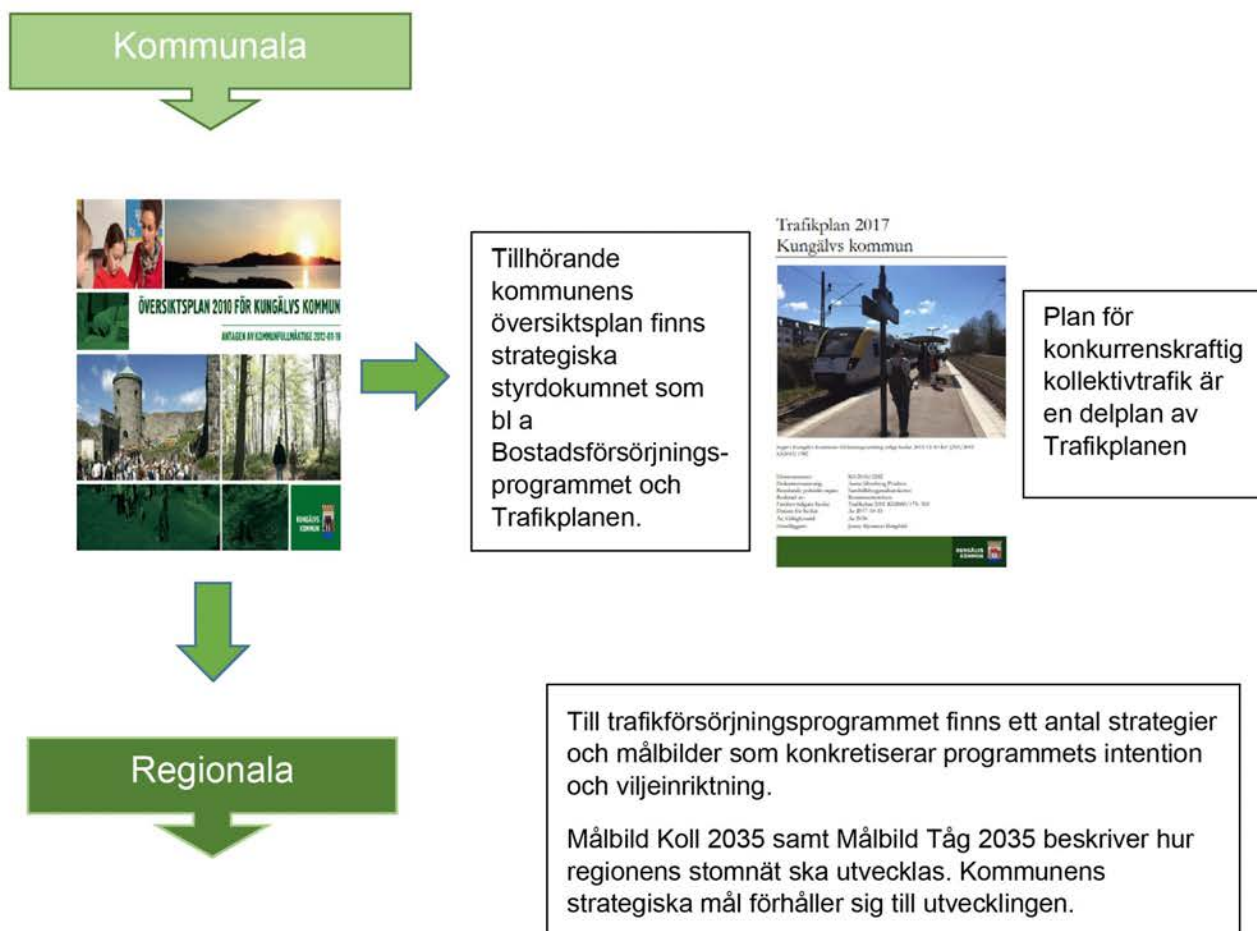 Kommunala
ÖVERSIKTSPLAN 2010 FÖR KUNGÄLVS KOMMUN
ANTAGEN AV KOMMUNFULLMÄKTIGE 2012-01-19
KUNGÄLVS
KOMMUN
Tillhörande
kommunens
översiktsplan finns
strategiska
styrdokumnet som
bl a
Bostadsförsörjnings-
programmet och
Trafikplanen.
Trafikplan 2017
Kungälvs kommun
KUNGÄLVS
KOMMUN
Plan för
konkurrenskraftig
kollektivtrafik är
en delplan av
Trafikplanen
Regionala
Till trafikförsörjningsprogrammet finns ett antal strategier
och målbilder som konkretiserar programmets intention
och viljeinriktning.
Målbild Koll 2035 samt Målbild Tåg 2035 beskriver hur
regionens stomnät ska utvecklas. Kommunens
strategiska mål förhåller sig till utvecklingen.